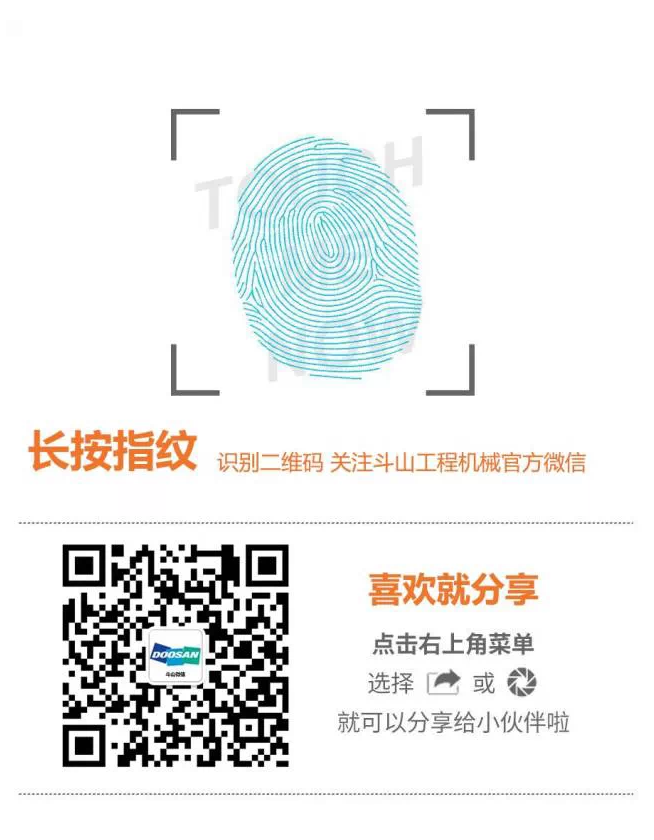 TOUCH
NOW
长按指纹
识别二维码 关注斗山工程机械官方微信
DOOSAN
斗山微信
喜欢就分享
点击右上角菜单
选择 或
就可以分享给小伙伴啦